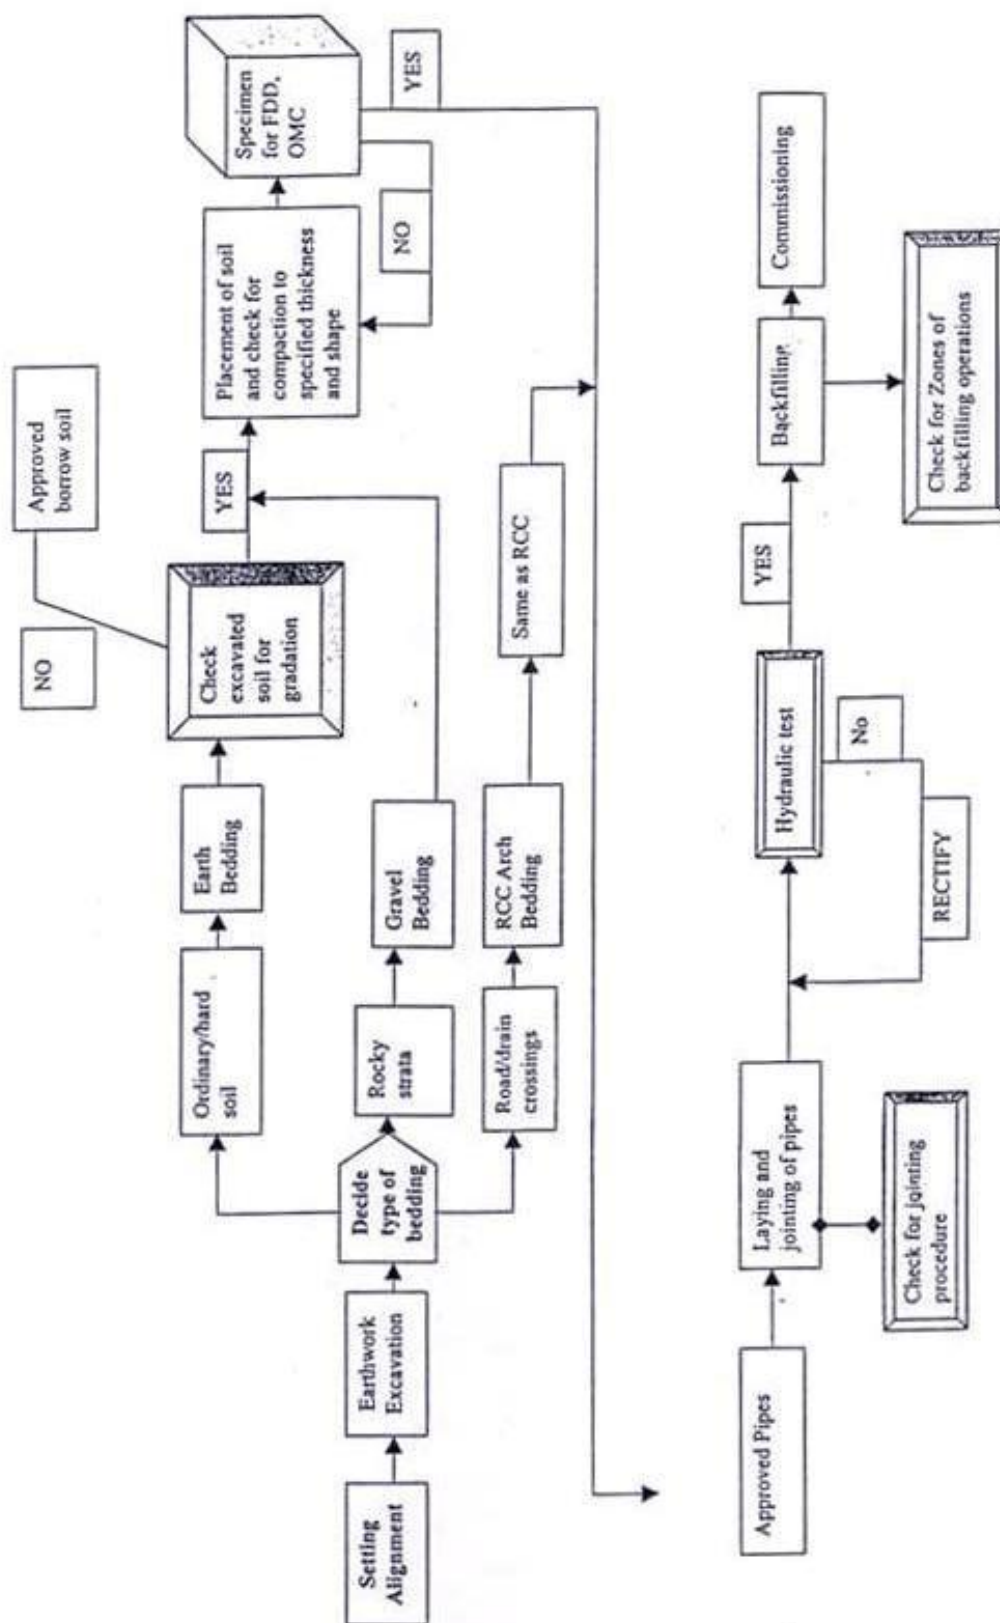 Setting
Alignment
Earthwork
Excavation
Decide
type of
bedding
Ordinary/hard
soil
Earth
Bedding
Check
excavated
soil for
gradation
NO
Approved
borrow soil
YES
Placement of soil
and check for
compaction to
specified thickness
and shape
Specimen
for FDD,
OMC
NO
YES
Rocky
strata
Gravel
Bedding
Road/drain
crossings
RCC Arch
Bedding
Same as RCC
Approved Pipes
Laying and
jointing of pipes
Check for jointing
procedure
Hydraulic test
No
RECTIFY
YES
Backfilling
Commissioning
Check for Zones of
backfilling operations